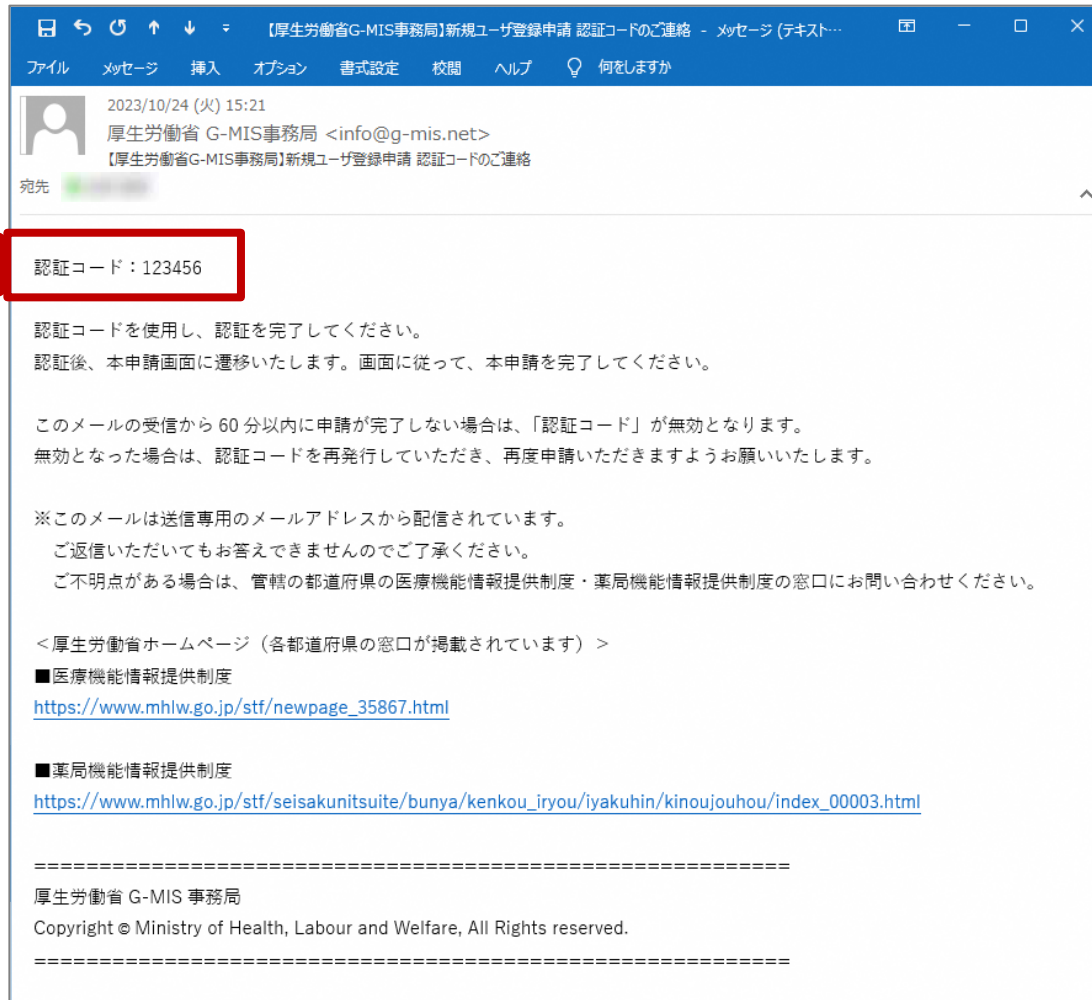 【厚生労働省G-MIS事務局】新規ユーザ登録申請 認証コードのご連絡 - メッセージ (テキスト…
ファイル メッセージ 挿入 オプション 書式設定 校閲 ヘルプ 何をしますか
2023/10/24 (火) 15:21
厚生労働省 G-MIS事務局 <info@g-mis.net>
【厚生労働省G-MIS事務局】新規ユーザ登録申請 認証コードのご連絡
宛先
認証コード：123456
認証コードを使用し、認証を完了してください。
認証後、本申請画面に遷移いたします。画面に従って、本申請を完了してください。
このメールの受信から 60 分以内に申請が完了しない場合は、「認証コード」が無効となります。
無効となった場合は、認証コードを再発行していただき、再度申請いただきますようお願いいたします。
※このメールは送信専用のメールアドレスから配信されています。
ご返信いただいてもお答えできませんのでご了承ください。
ご不明点がある場合は、管轄の都道府県の医療機能情報提供制度・薬局機能情報提供制度の窓口にお問い合わせください。
＜厚生労働省ホームページ（各都道府県の窓口が掲載されています）＞
■医療機能情報提供制度
https://www.mhlw.go.jp/stf/newpage_35867.html
■薬局機能情報提供制度
https://www.mhlw.go.jp/stf/seisakunitsuite/bunya/kenkou_iryou/iyakuhin/kinoujouhou/index_00003.html
==========================================================
厚生労働省 G-MIS 事務局
Copyright © Ministry of Health, Labour and Welfare, All Rights reserved.
==========================================================